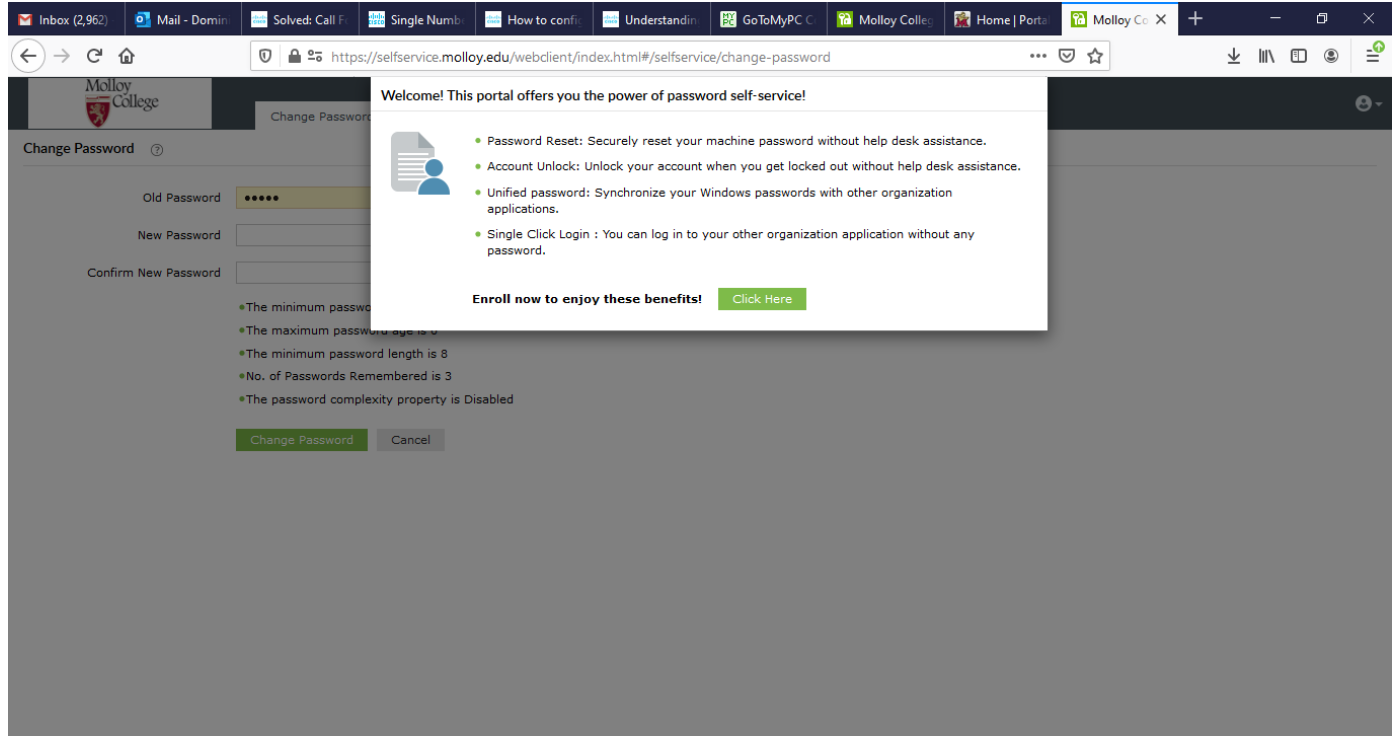 Inbox (2,962)
Mail - Domin
Solved: Call F
Single Numb
How to confi
Understandin
GoToMyPC C
Molloy Colleg
Home | Porta
Molloy Co
https://selfservice.molloy.edu/webclient/index.html#/selfservice/change-password
Molloy
College
Change Password
Welcome! This portal offers you the power of password self-service!
Change Password
Password Reset: Securely reset your machine password without help desk assistance.
Account Unlock: Unlock your account when you get locked out without help desk assistance.
Unified password: Synchronize your Windows passwords with other organization
applications.
Single Click Login : You can log in to your other organization application without any
password.
Enroll now to enjoy these benefits!
Click Here
Old Password
New Password
Confirm New Password
The minimum passwo
The maximum password age is 0
The minimum password length is 8
No. of Passwords Remembered is 3
The password complexity property is Disabled
Change Password
Cancel